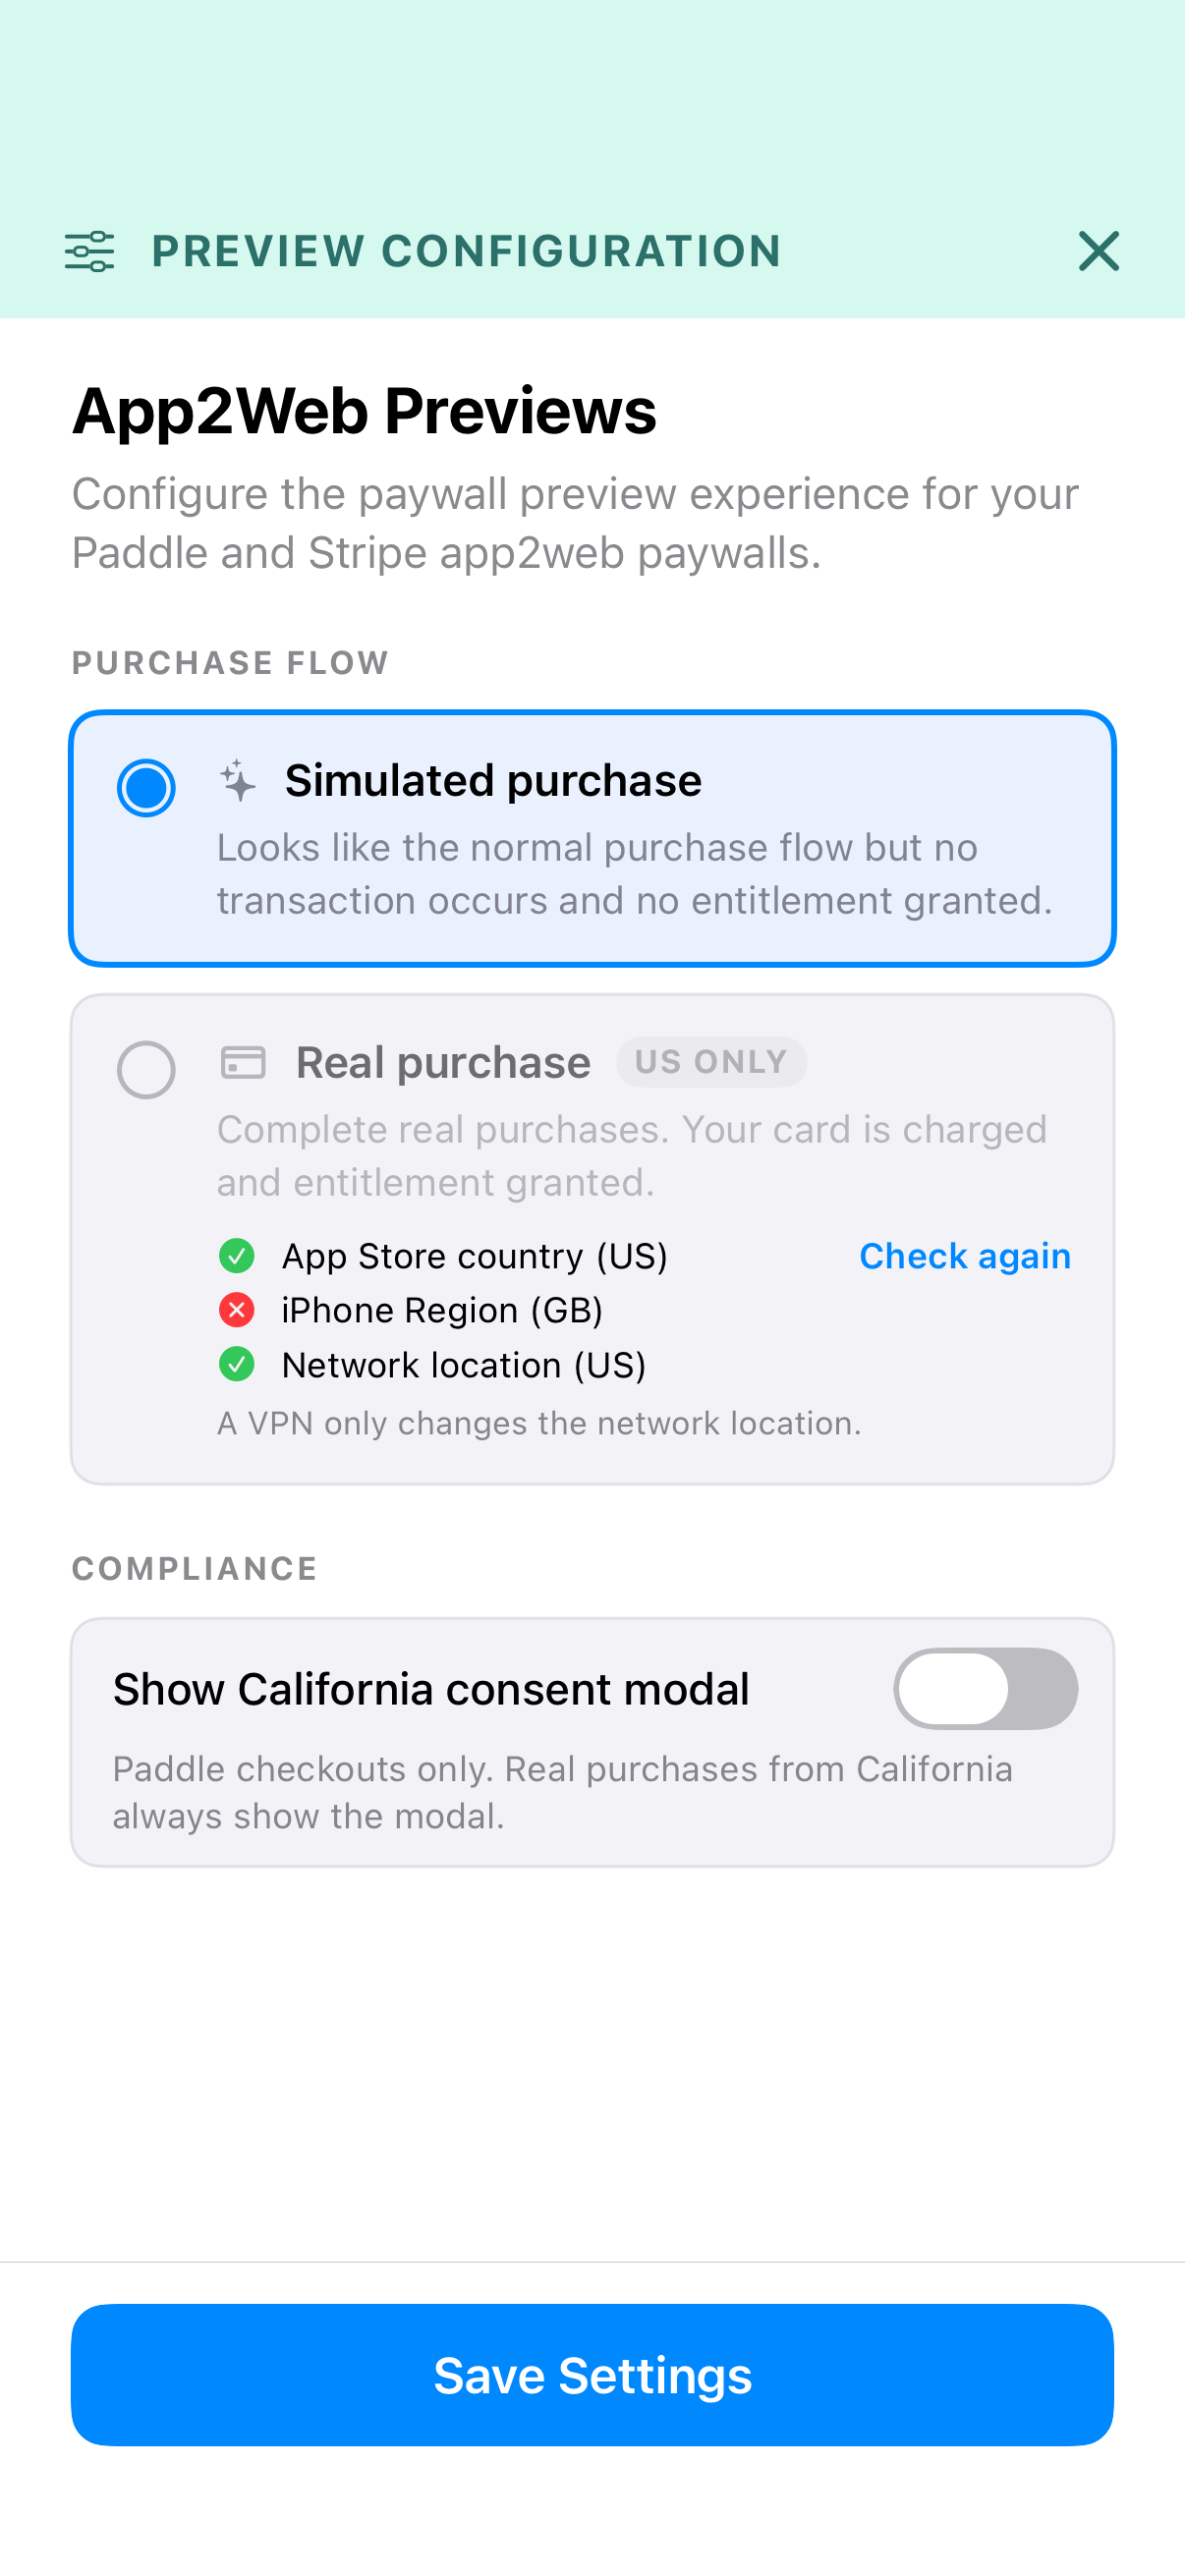 PREVIEW CONFIGURATION
App2Web Previews
Configure the paywall preview experience for your
Paddle and Stripe app2web paywalls.
PURCHASE FLOW
Simulated purchase
Looks like the normal purchase flow but no
transaction occurs and no entitlement granted.
Real purchase US ONLY
Complete real purchases. Your card is charged
and entitlement granted.
App Store country (US) Check again
iPhone Region (GB)
Network location (US)
A VPN only changes the network location.
COMPLIANCE
Show California consent modal
Paddle checkouts only. Real purchases from California
always show the modal.
Save Settings